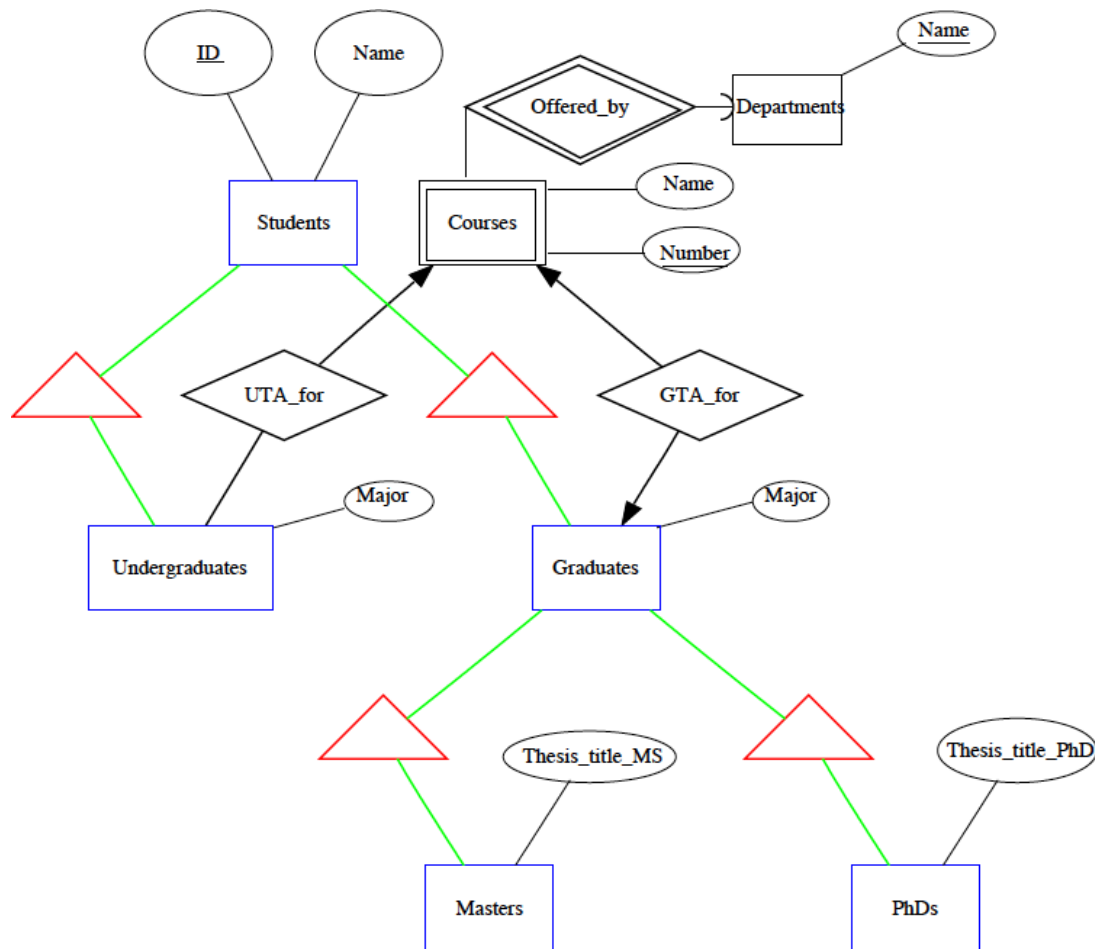 ID
Name
Name
Offered_by
Departments
Name
Students
Courses
Number
UTA_for
GTA_for
Major
Major
Undergraduates
Graduates
Thesis_title_MS
Thesis_title_PhD
Masters
PhDs